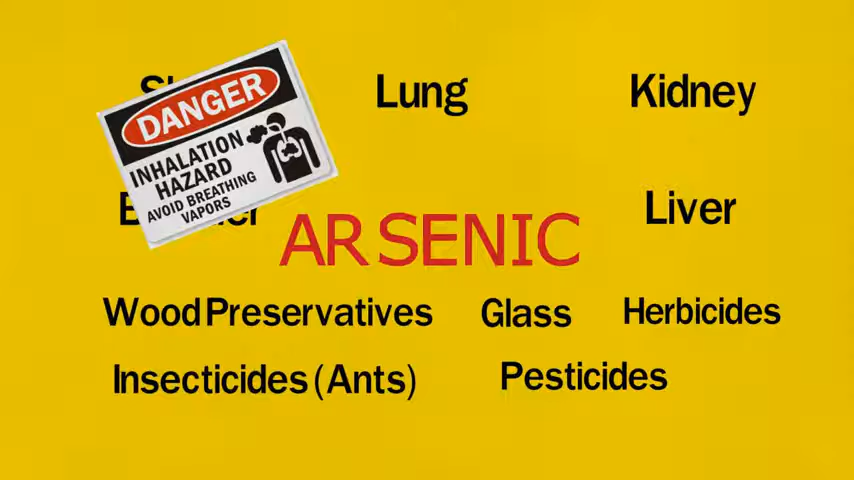 DANGER
INHALATION
HAZARD
AVOID BREATHING
VAPORS
Lung
Kidney
Liver
ARSENIC
Wood Preservatives
Glass
Herbicides
Insecticides (Ants)
Pesticides